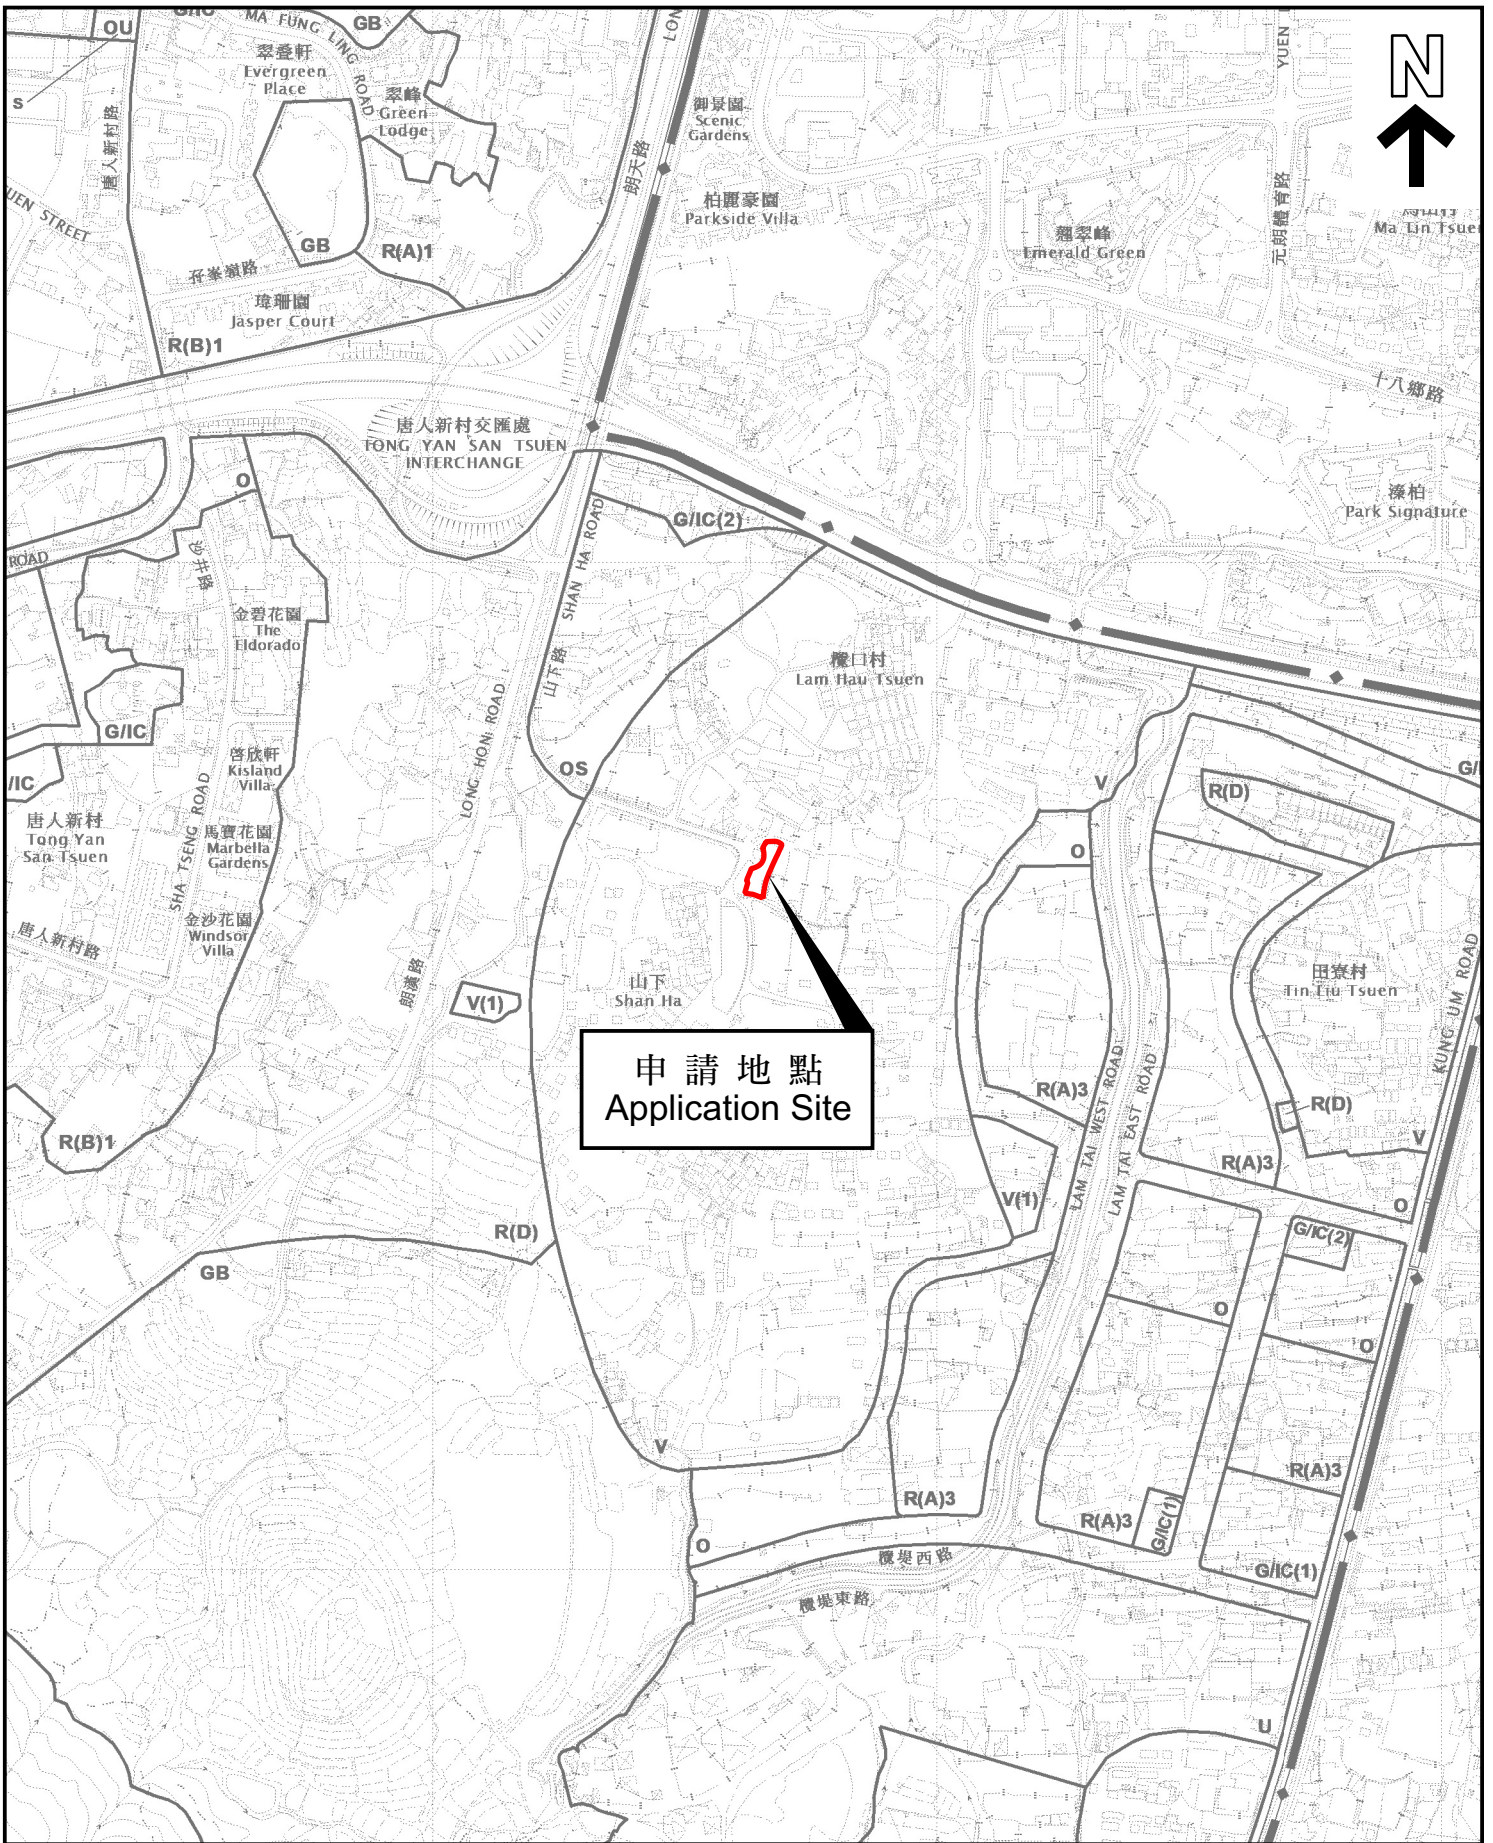 OU
MA FUNG LING ROAD
GB
翠疊軒
Evergreen
Place
翠峰
Green
Lodge
S
唐人新村路
GB
R(A)1
孖峯嶺路
瑋珊園
Jasper Court
R(B)1
朗天路
御景園
Scenic
Gardens
柏麗豪園
Parkside Villa
N
元朗體育路
Ma Tin Tsuen
翹翠峰
Emerald Green
十八鄉路
溱柏
Park Signature
唐人新村交匯處
TONG YAN SAN TSUEN
INTERCHANGE
O
G/IC(2)
SHAN HA ROAD
山下路
ROAD
沙井路
金碧花園
The
Eldorado
欖口村
Lam Hau Tsuen
LONG HON ROAD
G/IC
OS
啓欣軒
Kisland
Villa
/IC
SHA TSENG ROAD
唐人新村
Tong Yan
San Tsuen
馬寶花園
Marbella
Gardens
金沙花園
Windsor
Villa
唐人新村路
朗漢路
V(1)
山下
Shan Ha
V
R(D)
O
田寮村
Tin Liu Tsuen
KUNG UM ROAD
申請地點
Application Site
R(A)3
LAM TAI WEST ROAD
LAM TAI EAST ROAD
R(D)
V
R(A)3
R(B)1
V(1)
O
G/IC(2)
R(D)
GB
O
O
V
R(A)3
R(A)3
R(A)3
G/IC(1)
G/IC(1)
O
欖堤西路
欖堤東路
U